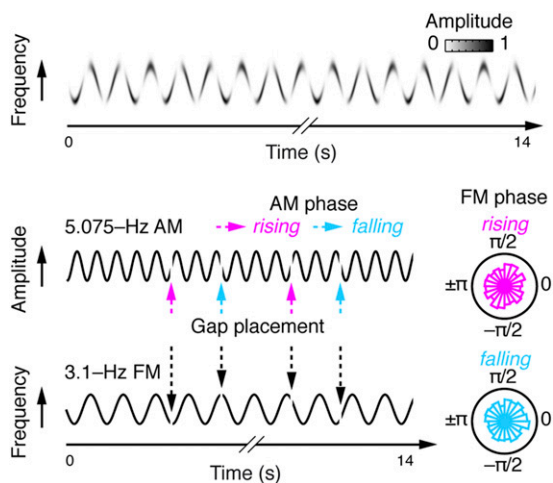 Amplitude
0 1
Frequency
0 14
Time (s)
AM phase
FM phase
5.075–Hz AM
rising falling
rising
π/2
Amplitude
±π 0
−π/2
Gap placement
3.1–Hz FM
falling
π/2
Frequency
±π 0
−π/2
0 14
Time (s)